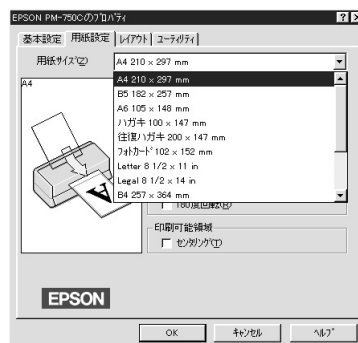 EPSON PM-750Cのﾌﾟﾛﾊﾟﾃｨ
基本設定 用紙設定 ﾚｲｱｳﾄ ﾕｰﾃｨﾘﾃｨ
用紙ｻｲｽﾞ(Z)
A4 210 × 297 mm
A4
A4 210 × 297 mm
B5 182 × 257 mm
A6 105 × 148 mm
ハガキ 100 × 147 mm
往復ハガキ 200 × 147 mm
ﾌｫﾄｶｰﾄﾞ 102 × 152 mm
Letter 8 1/2 × 11 in
Legal 8 1/2 × 14 in
B4 257 × 364 mm
180度回転(R)
印刷可能領域
ｾﾝﾀﾘﾝｸﾞ(T)
A
EPSON
OK ｷｬﾝｾﾙ ﾍﾙﾌﾟ